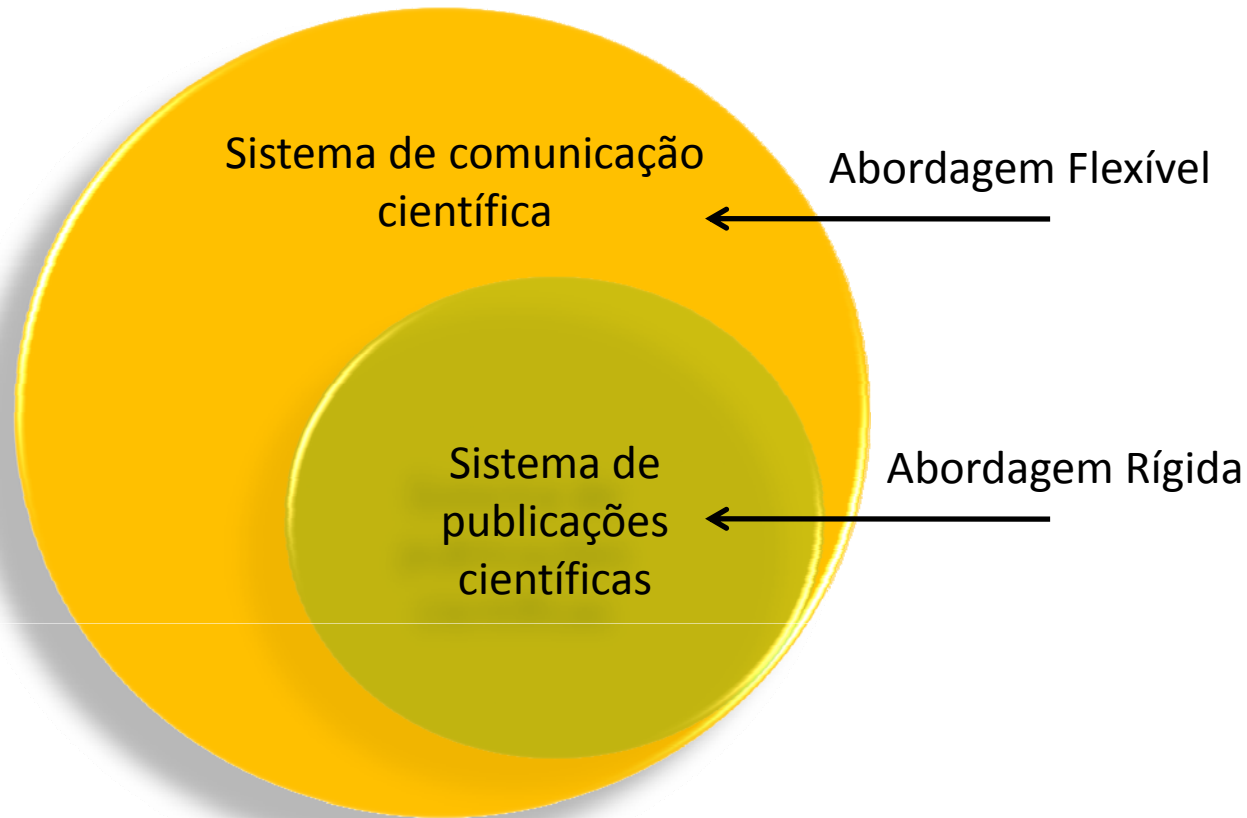 Sistema de comunicação
científica
Abordagem Flexível
Sistema de
publicações
científicas
Abordagem Rígida